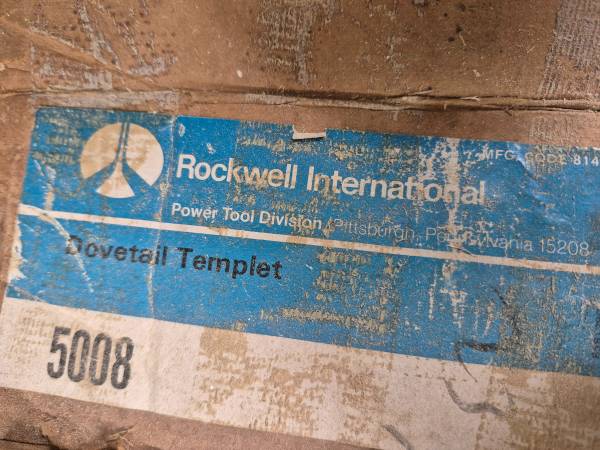 MFG. CODE 814
Rockwell International
Power Tool Division Pittsburgh, Pennsylvania 15208
Dovetail Templet
5008